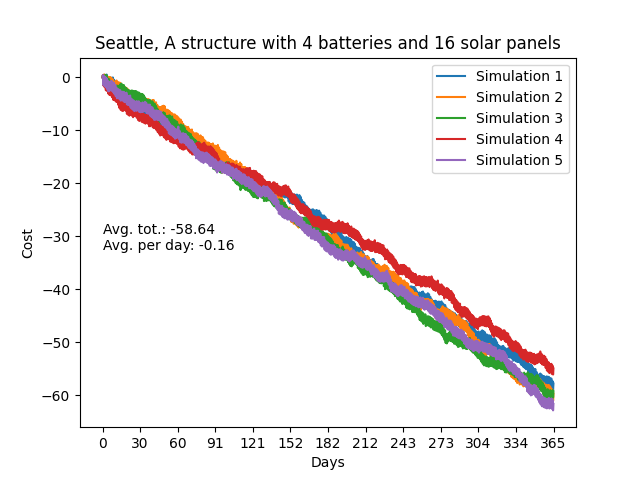 Seattle, A structure with 4 batteries and 16 solar panels
Simulation 1
Simulation 2
Simulation 3
Simulation 4
Simulation 5
Avg. tot.: -58.64
Avg. per day: -0.16
Cost
0
−10
−20
−30
−40
−50
−60
0 30 60 91 121 152 182 212 243 273 304 334 365
Days